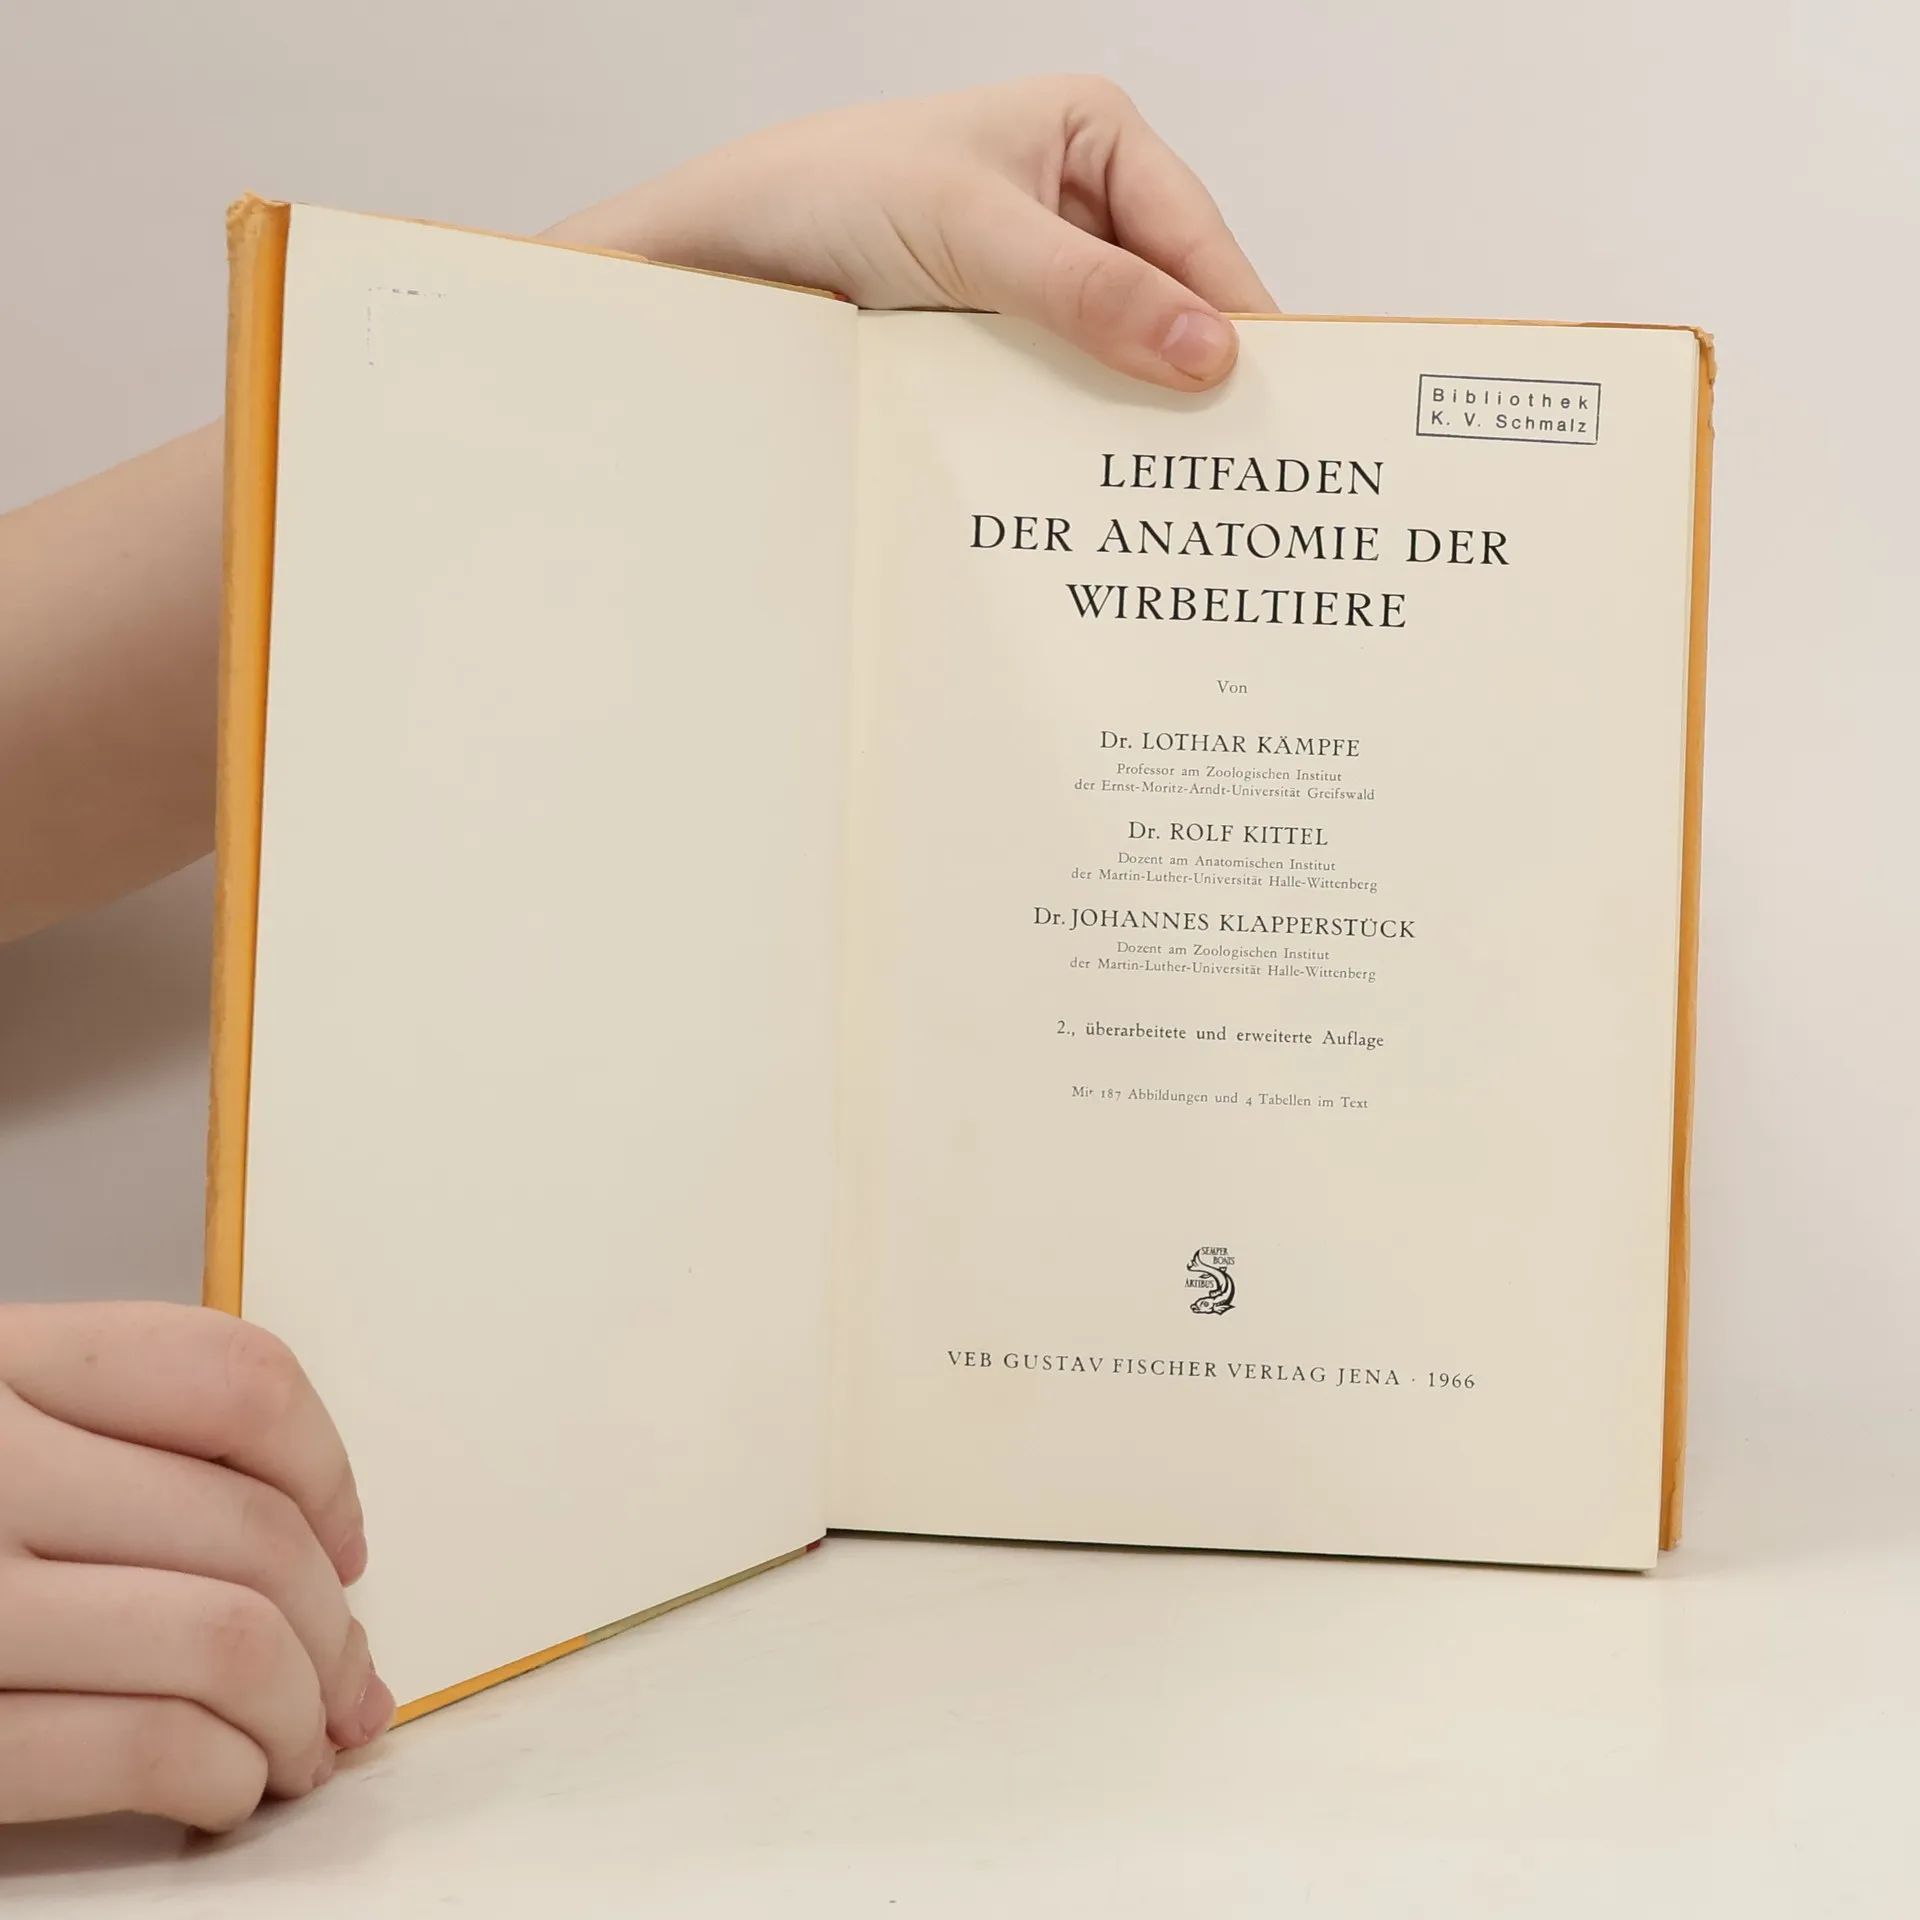 Bibliothek
K. V. Schmalz
LEITFADEN
DER ANATOMIE DER
WIRBELTIERE
Von
Dr. LOTHAR KÄMPFE
Professor am Zoologischen Institut
der Ernst-Moritz-Arndt-Universität Greifswald
Dr. ROLF KITTEL
Dozent am Anatomischen Institut
der Martin-Luther-Universität Halle-Wittenberg
Dr. JOHANNES KLAPPERSTÜCK
Dozent am Zoologischen Institut
der Martin-Luther-Universität Halle-Wittenberg
2., überarbeitete und erweiterte Auflage
Mit 187 Abbildungen und 4 Tabellen im Text
SEMPER
BONIS
ARTIBUS
VEB GUSTAV FISCHER VERLAG JENA · 1966